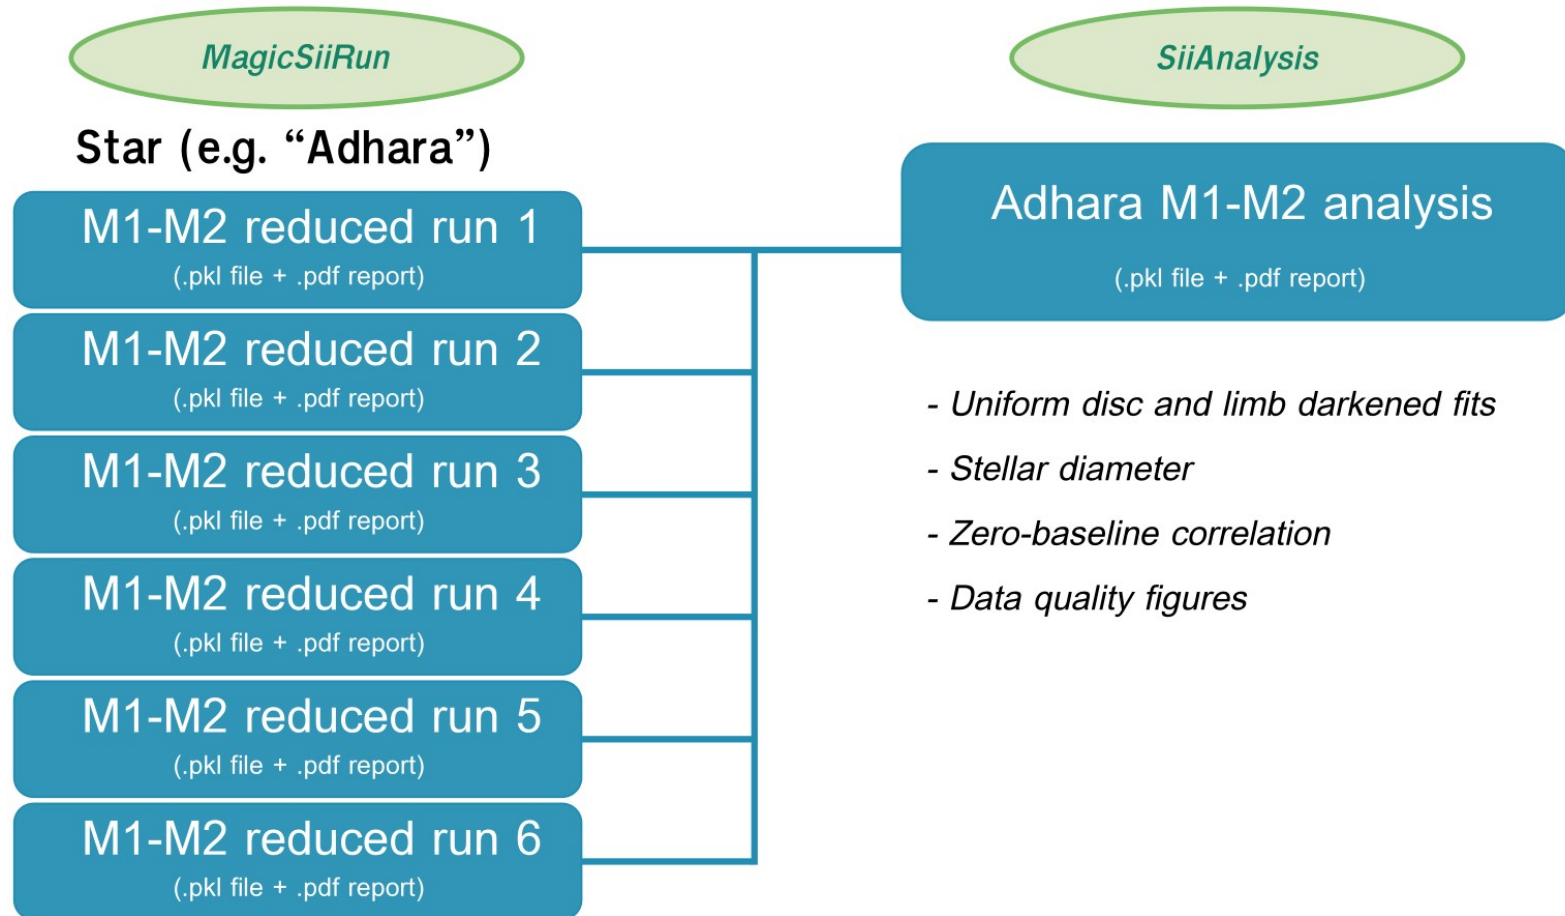 MagicSiiRun
Star (e.g. “Adhara”)
M1-M2 reduced run 1
(.pkl file + .pdf report)
M1-M2 reduced run 2
(.pkl file + .pdf report)
M1-M2 reduced run 3
(.pkl file + .pdf report)
M1-M2 reduced run 4
(.pkl file + .pdf report)
M1-M2 reduced run 5
(.pkl file + .pdf report)
M1-M2 reduced run 6
(.pkl file + .pdf report)
SiiAnalysis
Adhara M1-M2 analysis
(.pkl file + .pdf report)
- Uniform disc and limb darkened fits
- Stellar diameter
- Zero-baseline correlation
- Data quality figures